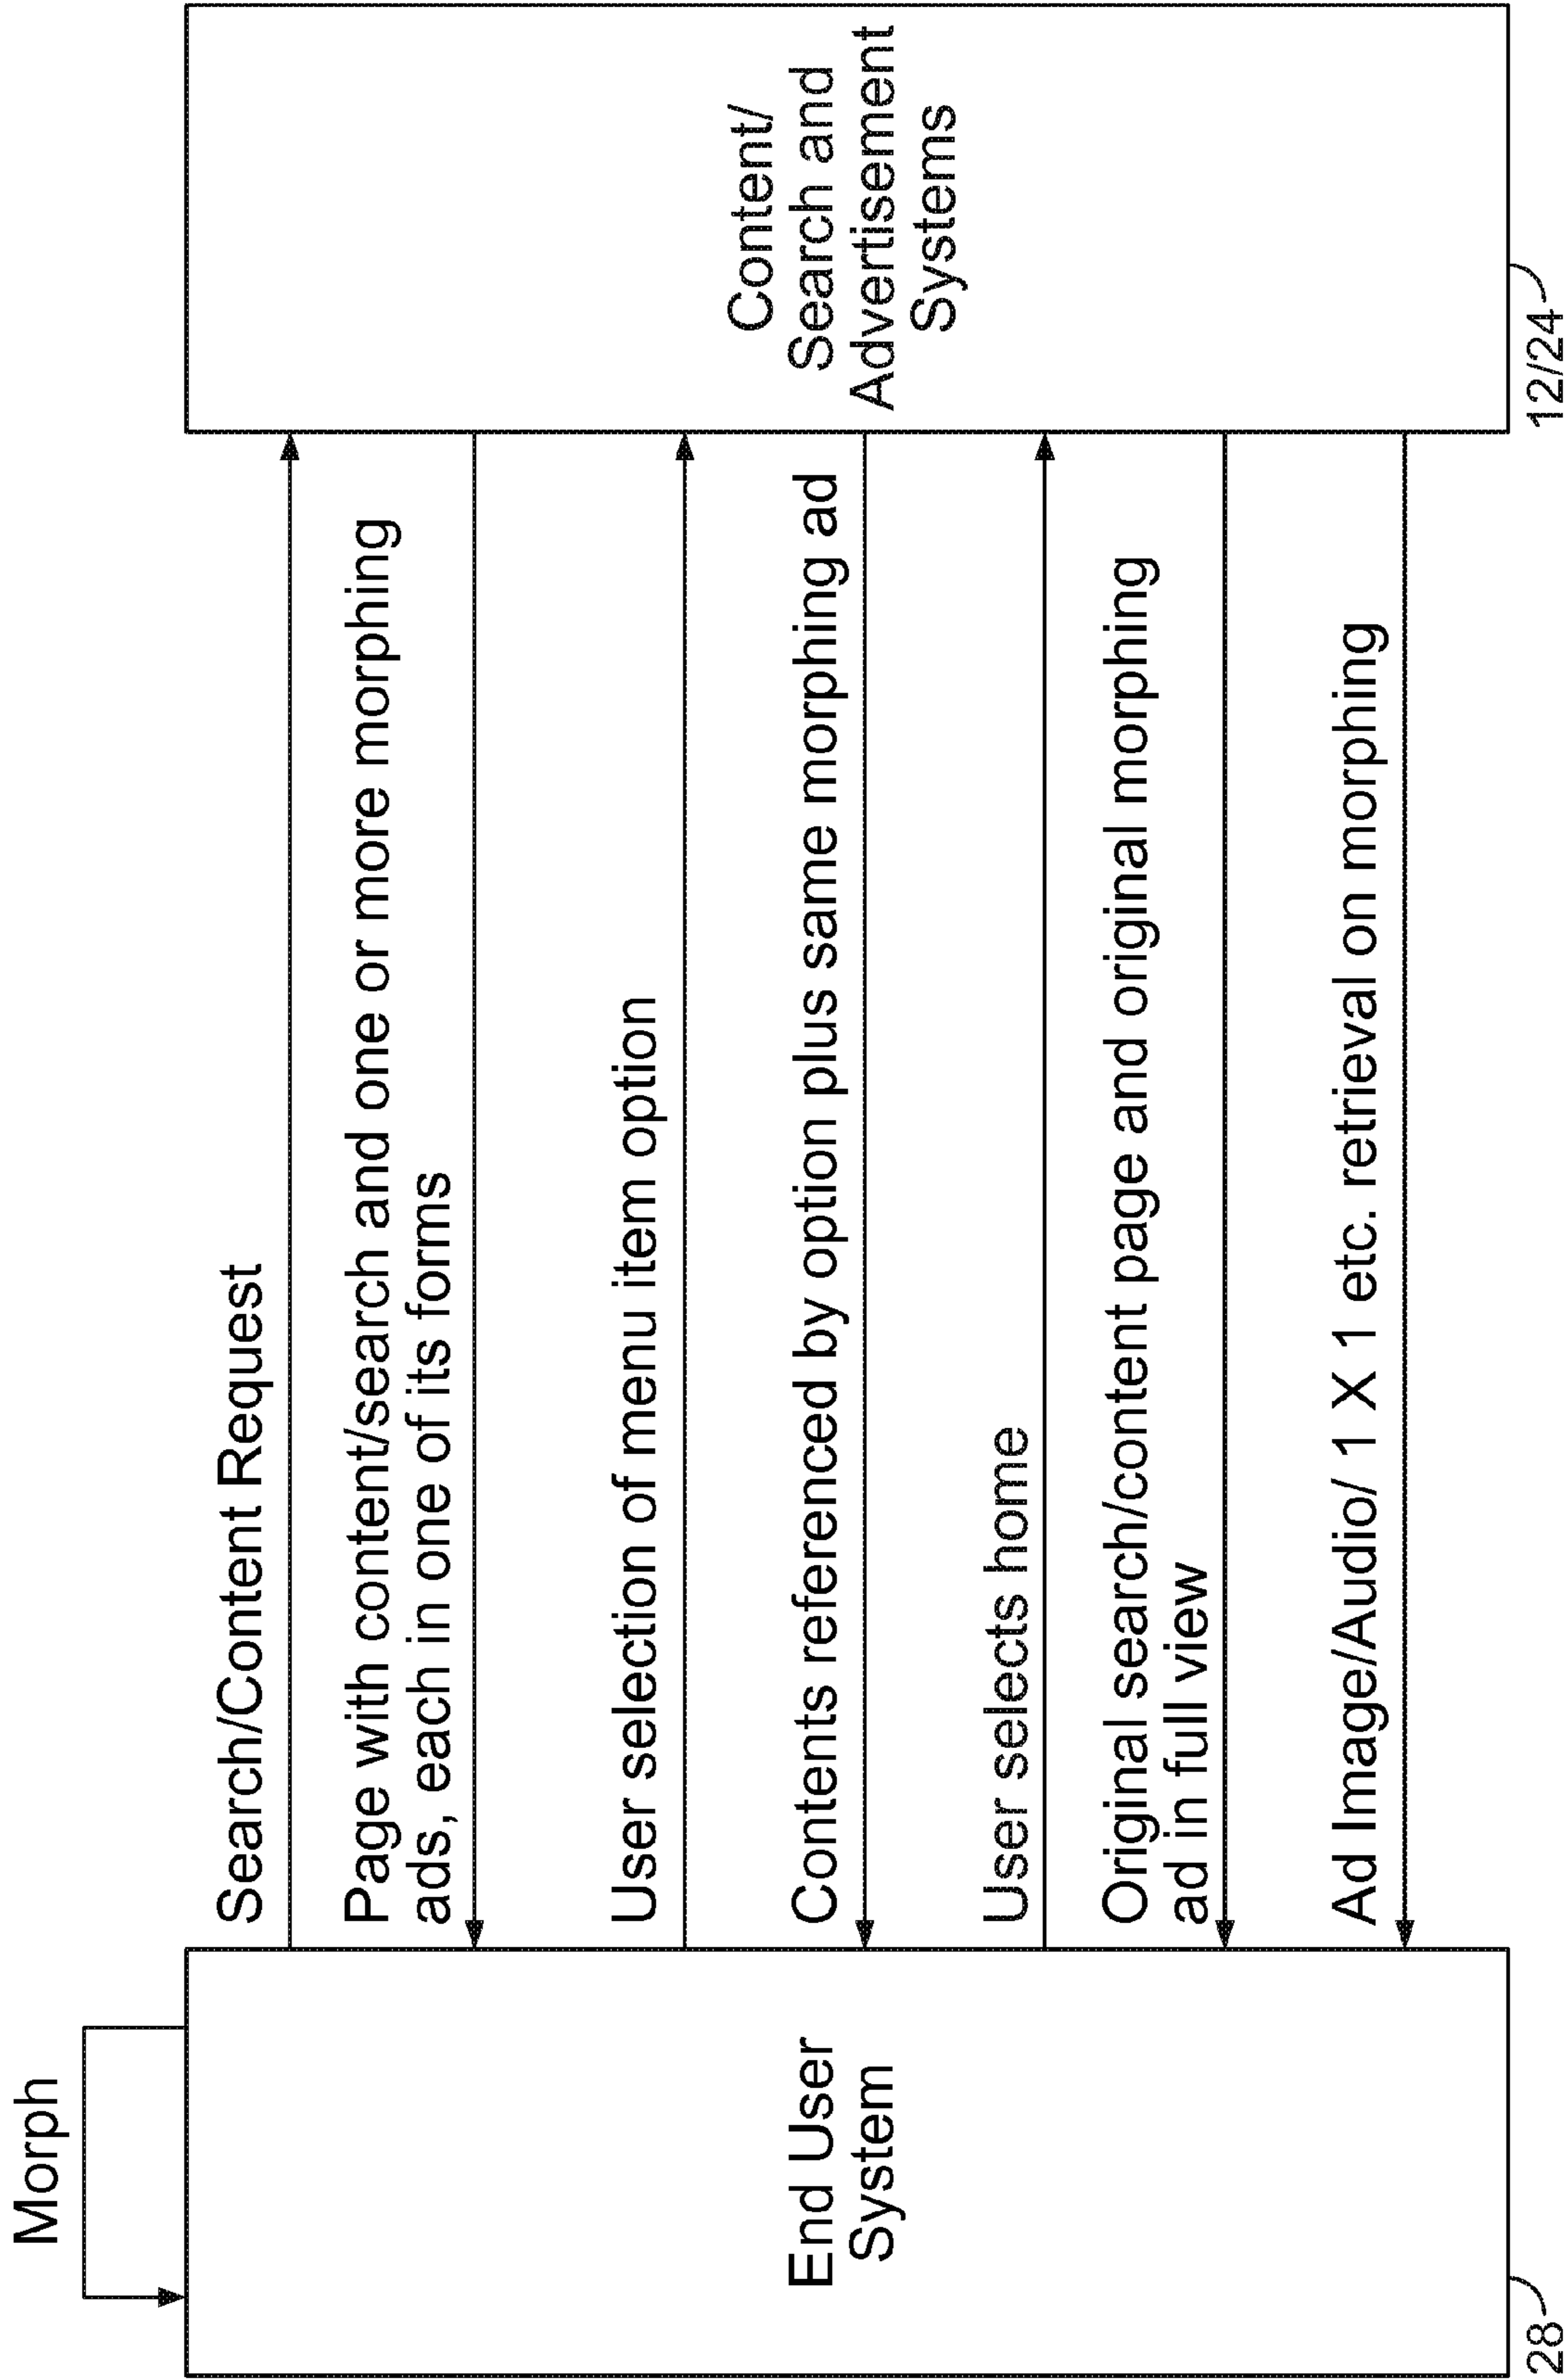 Morph
End User
System
28
Search/Content Request
Page with content/search and one or more morphing
ads, each in one of its forms
User selection of menu item option
Contents referenced by option plus same morphing ad
User selects home
Original search/content page and original morphing
ad in full view
Ad Image/Audio/ 1 X 1 etc. retrieval on morphing
Content/
Search and
Advertisement
Systems
12/24